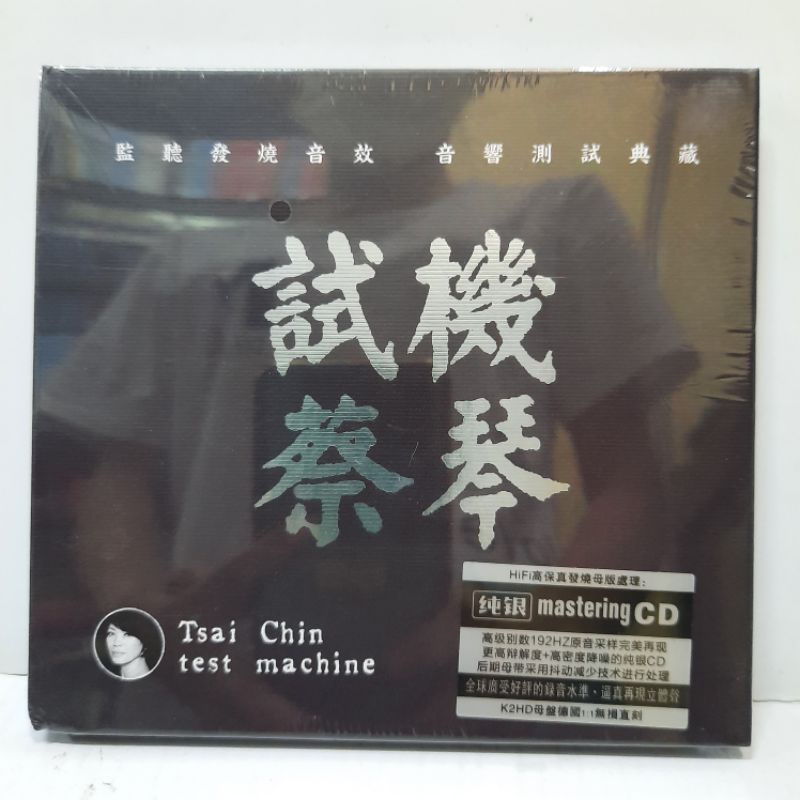 監聽發燒音效 音響測試典藏
試機
蔡琴
Tsai Chin
test machine
HiFi高保真發燒母版處理:
纯银 mastering CD
高级别数192HZ原音采样完美再现
更高辩解度+高密度降噪的纯银CD
后期母带采用抖动减少技术进行处理
全球廣受好評的錄音水準、逼真再現立體聲
K2HD母盤德國1:1無損直刻